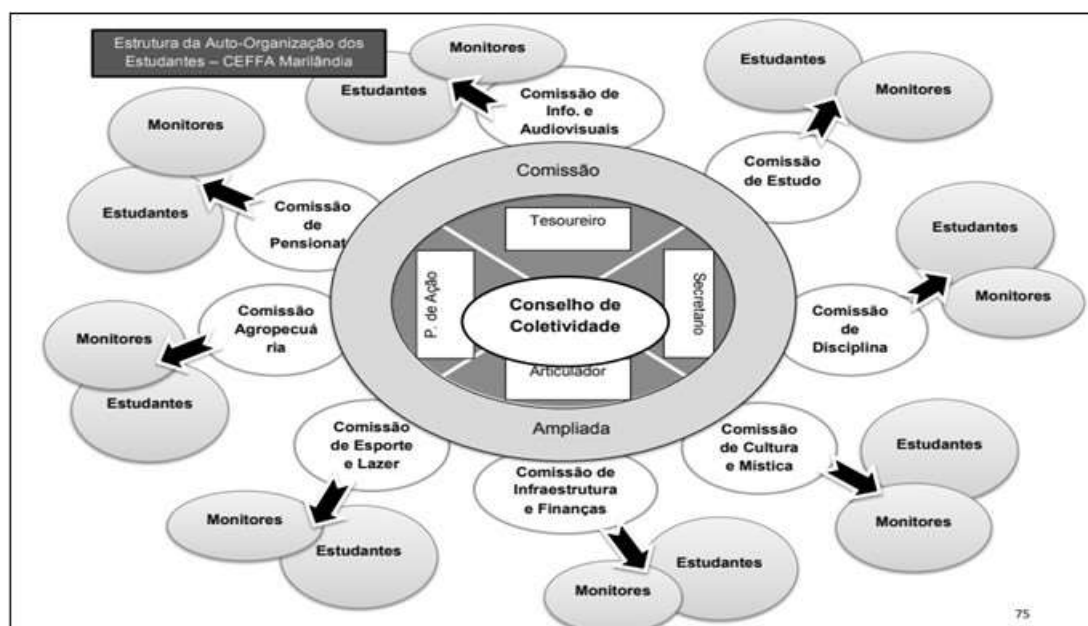 Estrutura da Auto-Organização dos
Estudantes – CEFFA Marilândia
Monitores
Estudantes
Comissão de
Info. e
Audiovisuais
Estudantes
Monitores
Comissão
de Estudo
Monitores
Estudantes
Comissão
de
Pensionat
Comissão
Tesoureiro
P. de Ação
Secretario
Conselho de
Coletividade
Articulador
Ampliada
Estudantes
Monitores
Comissão
de
Disciplina
Monitores
Estudantes
Comissão
Agropecuá
ria
Comissão
de Esporte
e Lazer
Monitores
Estudantes
Comissão de
Infraestrutura
e Finanças
Estudantes
Monitores
Comissão
de Cultura
e Mística
Estudantes
Monitores
75